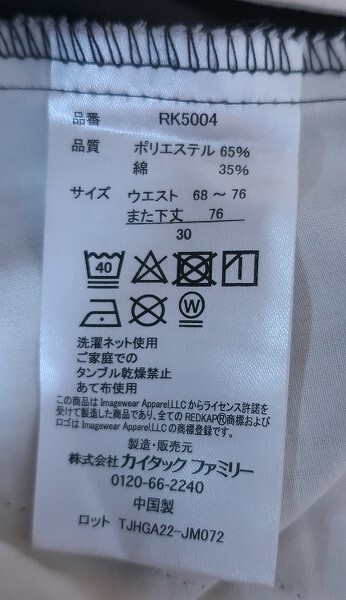 品番 RK5004
品質 ポリエステル 65%
綿 35%
サイズ ウエスト 68～76
また下丈 76
30
40
W
洗濯ネット使用
ご家庭での
タンブル乾燥禁止
あて布使用
この商品は Imagewear Apparel,LLC からライセンス許諾を
受けて製造した商品であり、全ての REDKAP®商標および
ロゴは Imagewear Apparel,LLC の商標登録です。
製造・販売元
株式会社 カイタック ファミリー
0120-66-2240
中国製
ロット TJHGA22-JM072